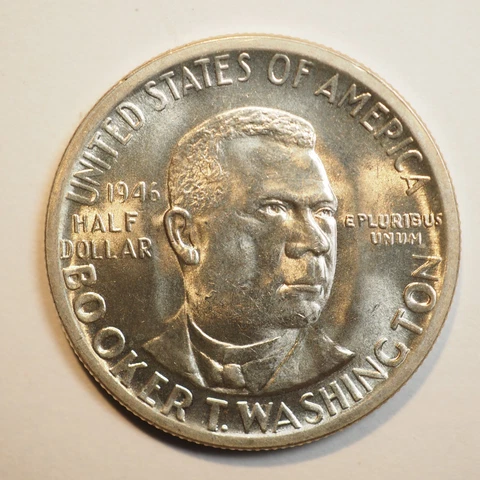 UNITED STATES OF AMERICA
1946
HALF
DOLLAR
E PLURIBUS
UNUM
BOOKER T. WASHINGTON